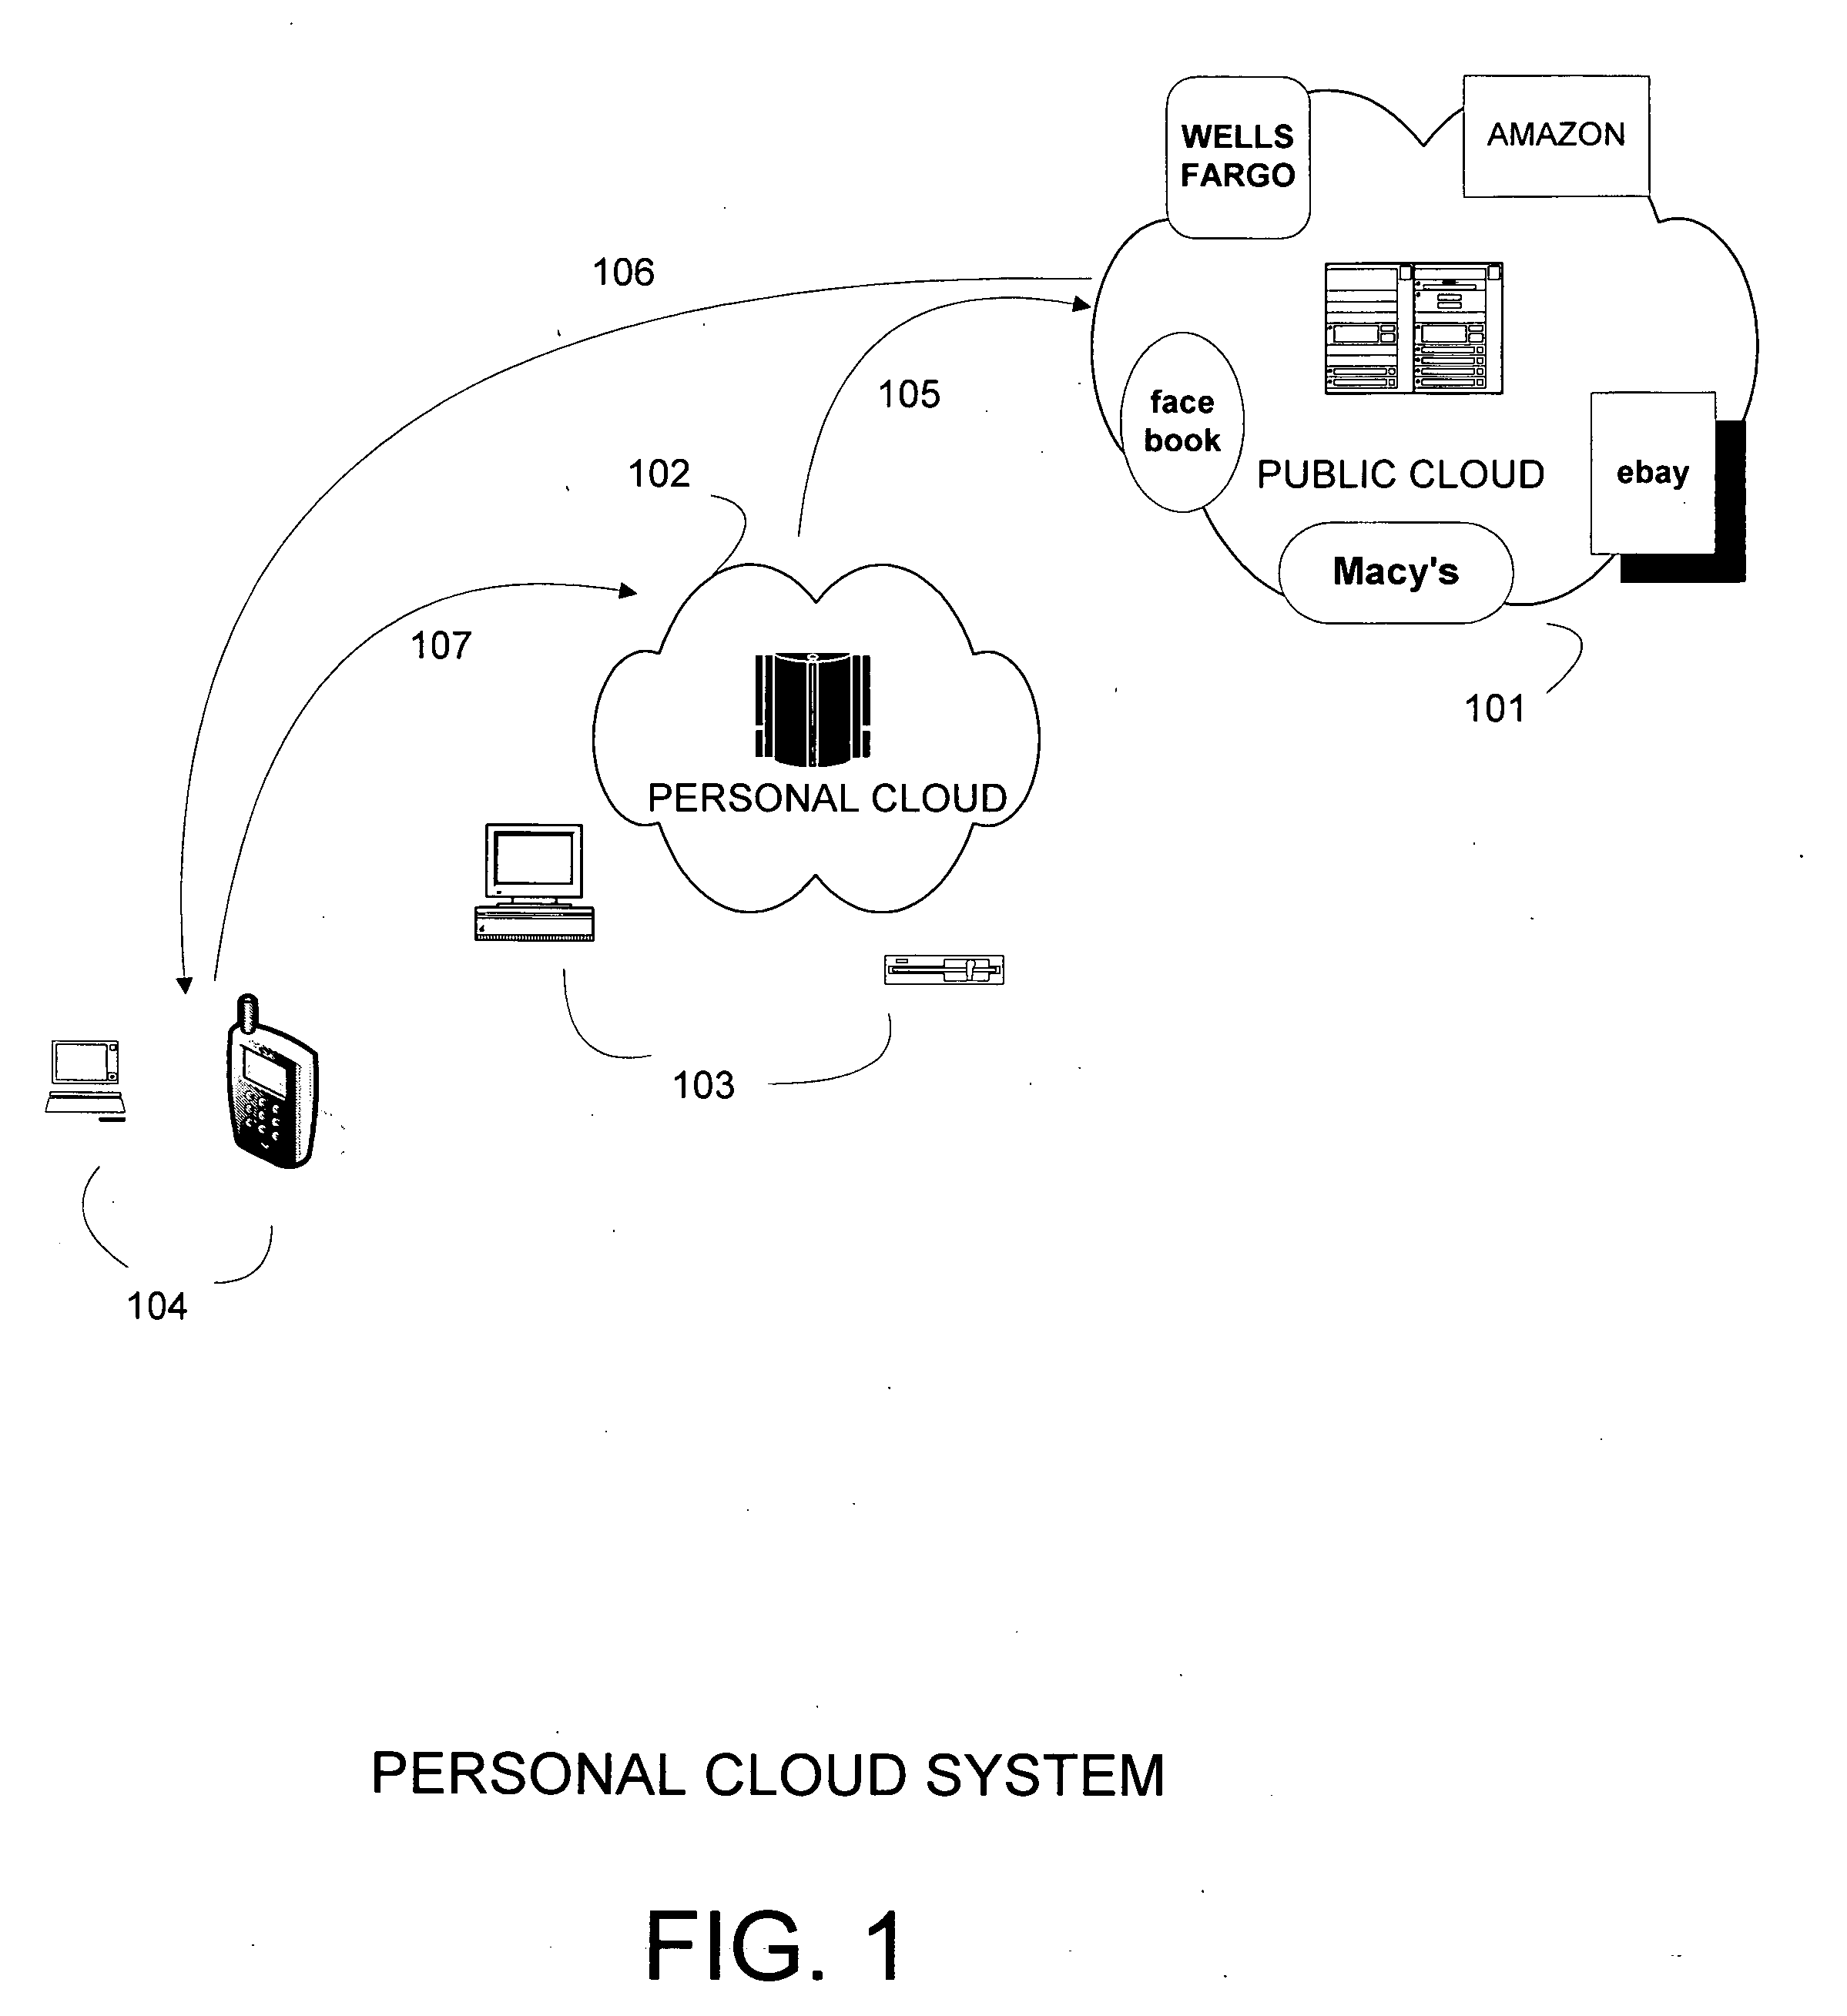 WELLS
FARGO
AMAZON
106
105
face
book
102
PUBLIC CLOUD
ebay
Macy's
107
101
PERSONAL CLOUD
103
104
PERSONAL CLOUD SYSTEM
FIG. 1